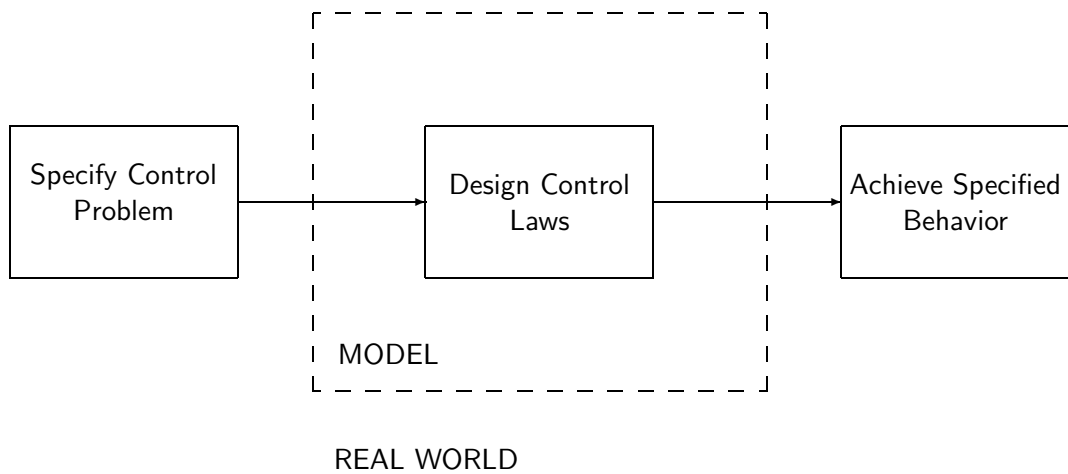 Specify Control
Problem
Design Control
Laws
Achieve Specified
Behavior
MODEL
REAL WORLD